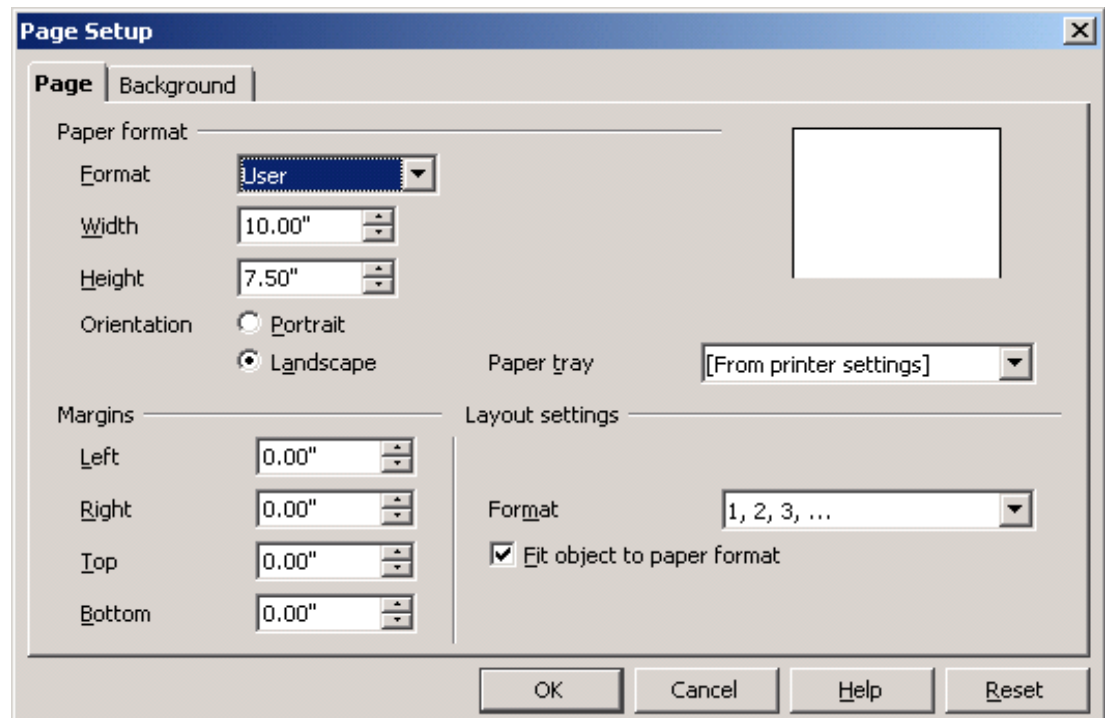 Page Setup
Page Background
Paper format
Format User
Width 10.00"
Height 7.50"
Orientation Portrait
Landscape Paper tray [From printer settings]
Margins Layout settings
Left 0.00"
Right 0.00" Format 1, 2, 3, ...
Top 0.00" Fit object to paper format
Bottom 0.00"
OK Cancel Help Reset